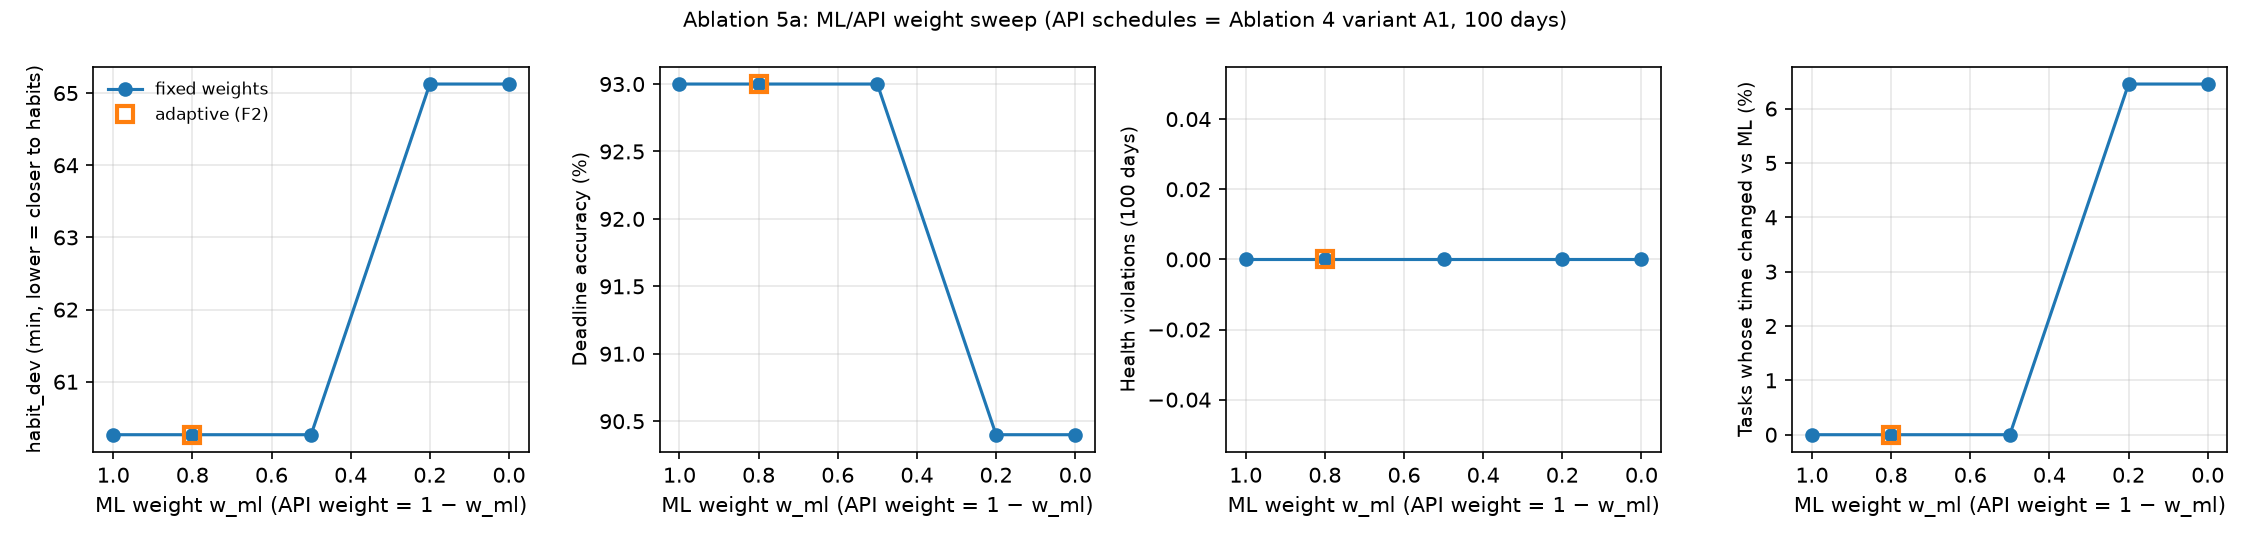 Ablation 5a: ML/API weight sweep (API schedules = Ablation 4 variant A1, 100 days)
habit_dev (min, lower = closer to habits)
65
64
63
62
61
fixed weights
adaptive (F2)
1.0 0.8 0.6 0.4 0.2 0.0
ML weight w_ml (API weight = 1 − w_ml)
Deadline accuracy (%)
93.0
92.5
92.0
91.5
91.0
90.5
1.0 0.8 0.6 0.4 0.2 0.0
ML weight w_ml (API weight = 1 − w_ml)
Health violations (100 days)
0.04
0.02
0.00
−0.02
−0.04
1.0 0.8 0.6 0.4 0.2 0.0
ML weight w_ml (API weight = 1 − w_ml)
Tasks whose time changed vs ML (%)
6
5
4
3
2
1
0
1.0 0.8 0.6 0.4 0.2 0.0
ML weight w_ml (API weight = 1 − w_ml)